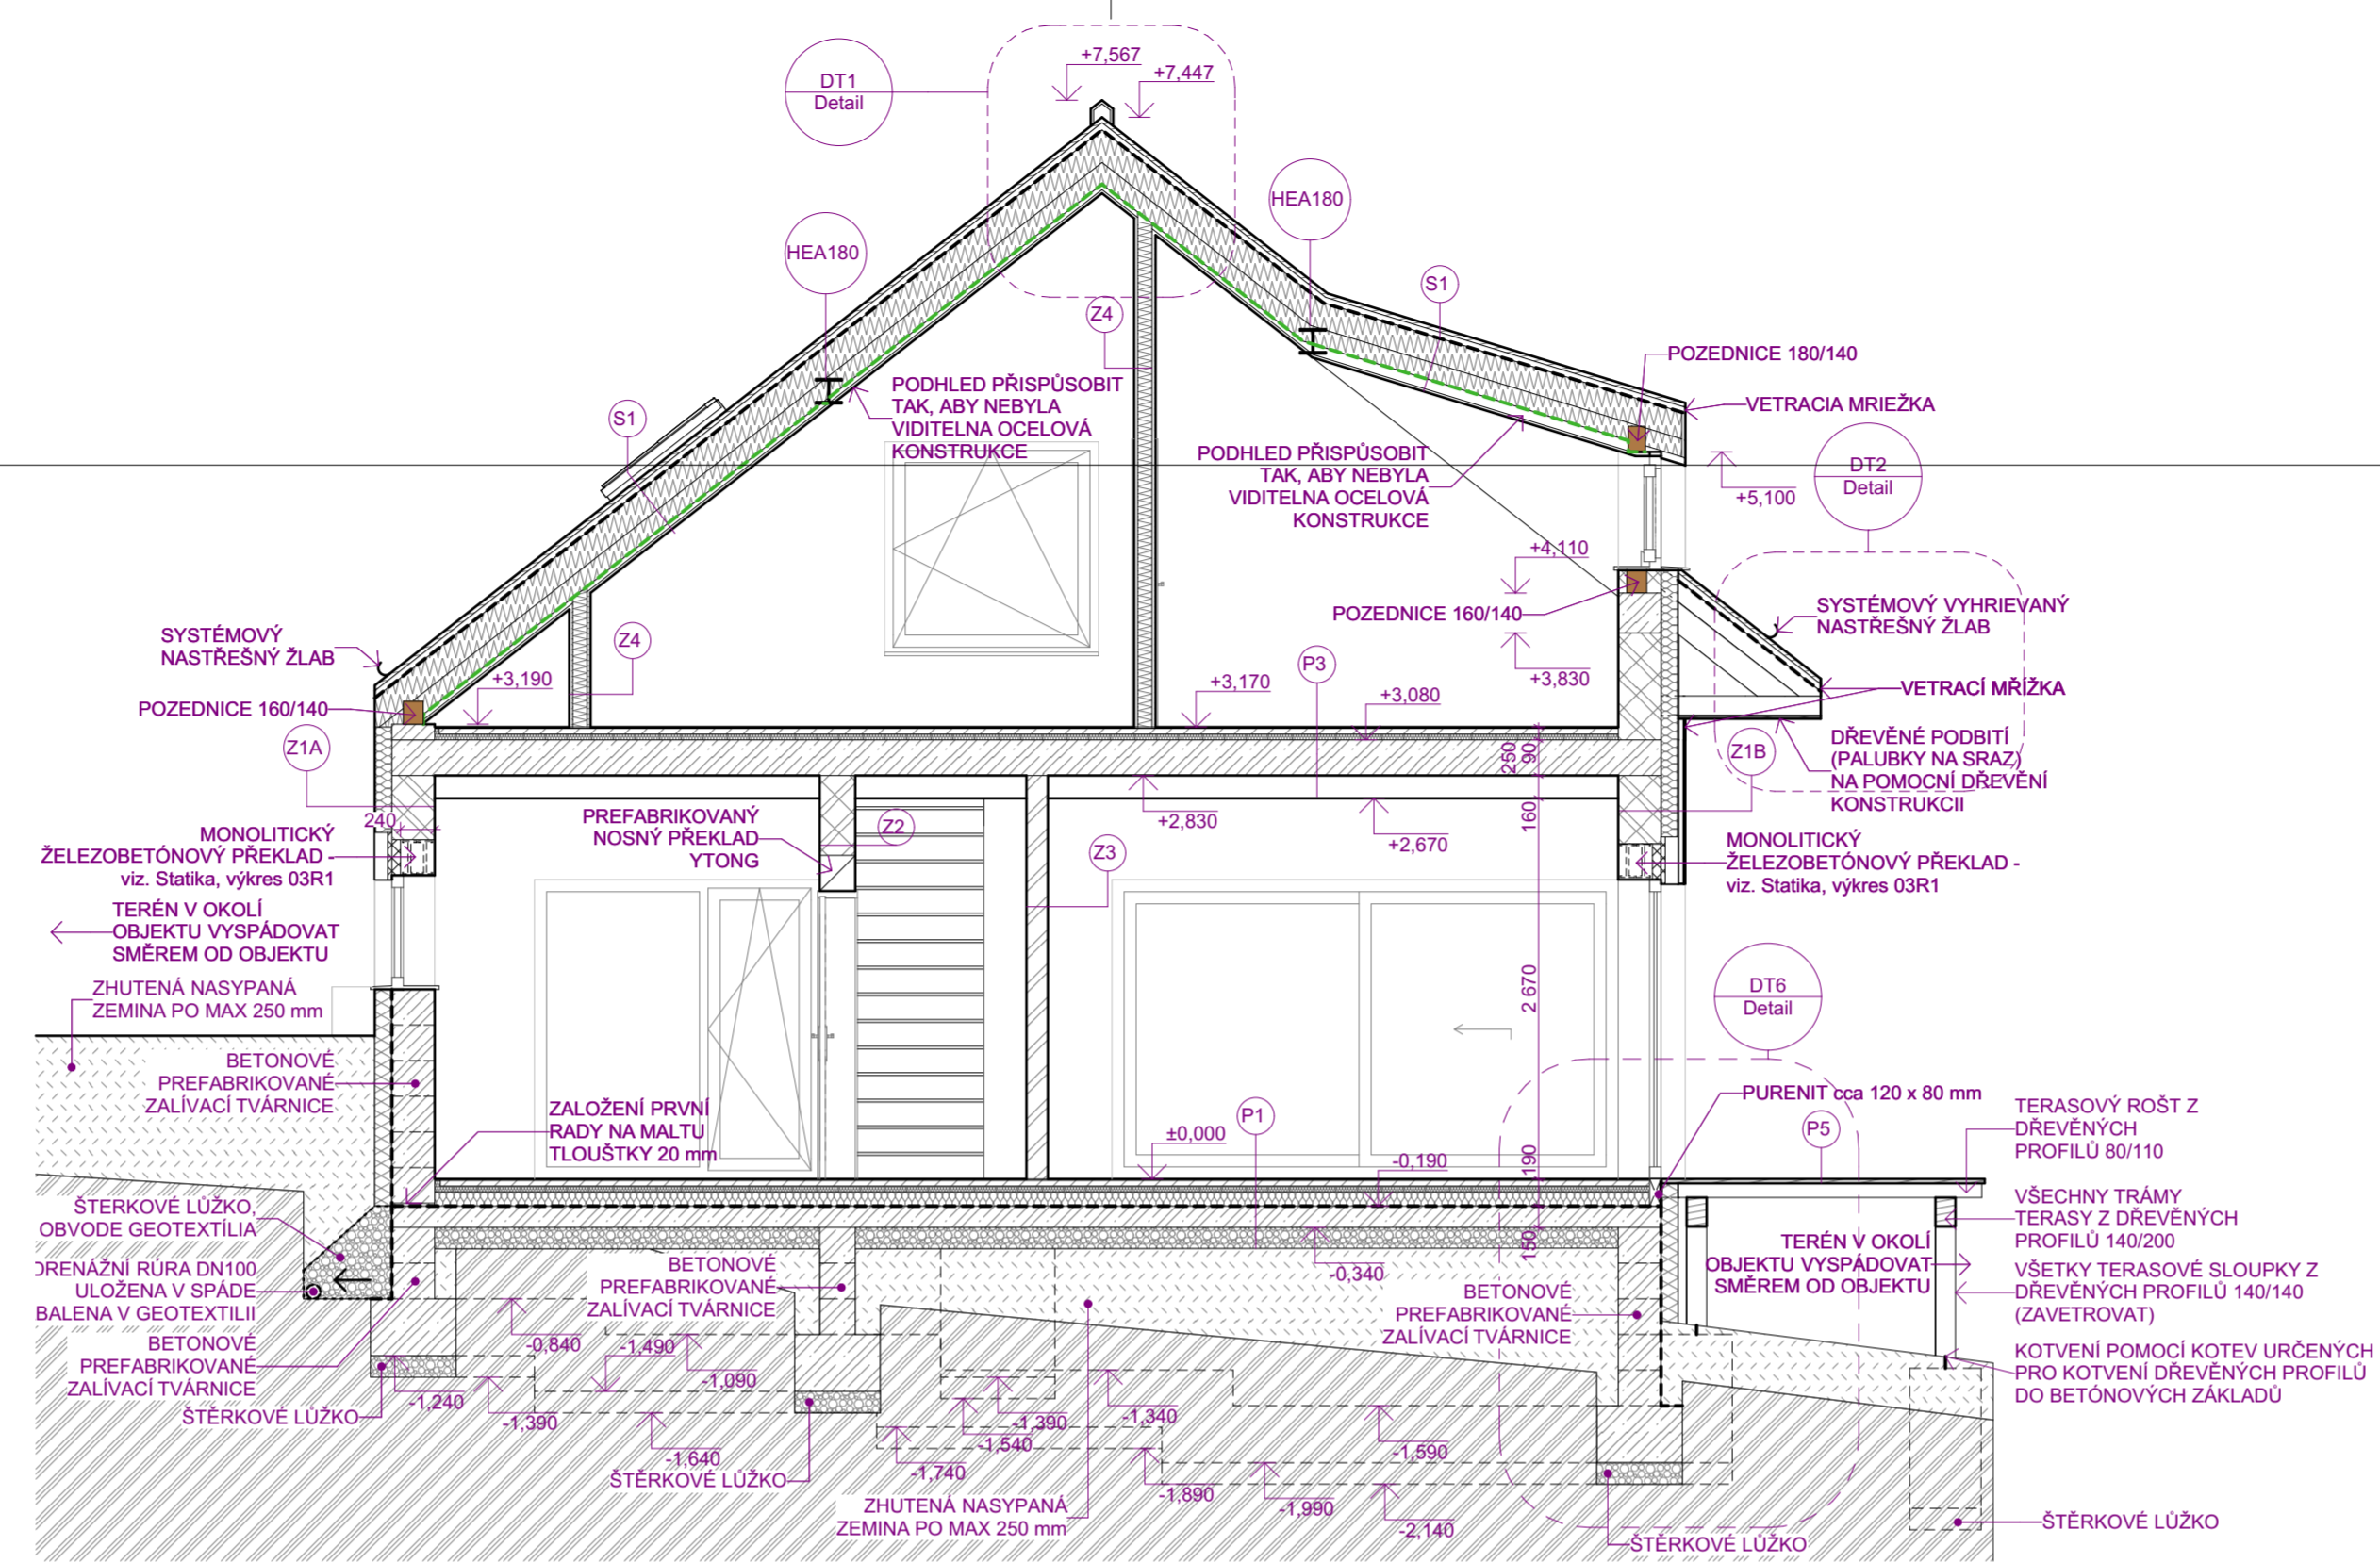 +7,567
+7,447
DT1
Detail
HEA180
HEA180
S1
Z4
POZEDNICE 180/140
VETRACIA MRIEŽKA
PODHLED PŘISPŮSOBIT
TAK, ABY NEBYLA
VIDITELNA OCELOVÁ
KONSTRUKCE
S1
PODHLED PŘISPŮSOBIT
TAK, ABY NEBYLA
VIDITELNA OCELOVÁ
KONSTRUKCE
DT2
Detail
+5,100
+4,110
POZEDNICE 160/140
SYSTÉMOVÝ VYHRIEVANÝ
NASTŘEŠNÝ ŽLAB
SYSTÉMOVÝ
NASTŘEŠNÝ ŽLAB
Z4
P3
+3,830
+3,190
+3,170
+3,080
VETRACÍ MŘÍŽKA
POZEDNICE 160/140
Z1A
Z1B
DŘEVĚNÉ PODBITÍ
(PALUBKY NA SRAZ)
NA POMOCNÍ DŘEVĚNÍ
KONSTRUKCII
250
90
160
240
PREFABRIKOVANÝ
NOSNÝ PŘEKLAD
YTONG
Z2
+2,830
+2,670
Z3
MONOLITICKÝ
ŽELEZOBETÓNOVÝ PŘEKLAD -
viz. Statika, výkres 03R1
MONOLITICKÝ
ŽELEZOBETÓNOVÝ PŘEKLAD -
viz. Statika, výkres 03R1
TERÉN V OKOLÍ
OBJEKTU VYSPÁDOVAT
SMĚREM OD OBJEKTU
ZHUTENÁ NASYPANÁ
ZEMINA PO MAX 250 mm
2 670
DT6
Detail
BETONOVÉ
PREFABRIKOVANÉ
ZALÍVACÍ TVÁRNICE
ZALOŽENÍ PRVNÍ
RADY NA MALTU
TLOUŠTKY 20 mm
±0,000
P1
-0,190
190
PURENIT cca 120 x 80 mm
P5
TERASOVÝ ROŠT Z
DŘEVĚNÝCH
PROFILŮ 80/110
ŠTERKOVÉ LŮŽKO,
OBVODE GEOTEXTÍLIA
VŠECHNY TRÁMY
TERASY Z DŘEVĚNÝCH
PROFILŮ 140/200
TERÉN V OKOLÍ
OBJEKTU VYSPÁDOVAT
SMĚREM OD OBJEKTU
150
-0,340
DRENÁŽNÍ RÚRA DN100
ULOŽENA V SPÁDE
BALENA V GEOTEXTILII
BETONOVÉ
PREFABRIKOVANÉ
ZALÍVACÍ TVÁRNICE
BETONOVÉ
PREFABRIKOVANÉ
ZALÍVACÍ TVÁRNICE
VŠETKY TERASOVÉ SLOUPKY Z
DŘEVĚNÝCH PROFILŮ 140/140
(ZAVETROVAT)
BETONOVÉ
PREFABRIKOVANÉ
ZALÍVACÍ TVÁRNICE
-0,840
-1,490
-1,090
KOTVENÍ POMOCÍ KOTEV URČENÝCH
PRO KOTVENÍ DŘEVĚNÝCH PROFILŮ
DO BETÓNOVÝCH ZÁKLADŮ
-1,240
ŠTĚRKOVÉ LŮŽKO
-1,390
-1,390
-1,340
-1,540
-1,590
-1,640
-1,740
ŠTĚRKOVÉ LŮŽKO
-1,890
-1,990
-2,140
ZHUTENÁ NASYPANÁ
ZEMINA PO MAX 250 mm
ŠTĚRKOVÉ LŮŽKO
ŠTĚRKOVÉ LŮŽKO